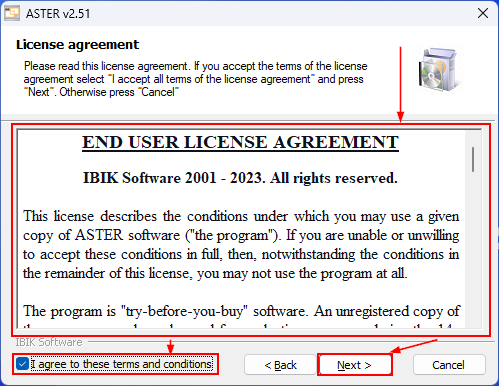 ASTER v2.51
License agreement
Please read this license agreement. If you accept the terms of the license
agreement select "I accept all terms of the license agreement" and press
"Next". Otherwise press "Cancel"
END USER LICENSE AGREEMENT
IBIK Software 2001 - 2023. All rights reserved.
This license describes the conditions under which you may use a given
copy of ASTER software ("the program"). If you are unable or unwilling
to accept these conditions in full, then, notwithstanding the conditions in
the remainder of this license, you may not use the program at all.
The program is "try-before-you-buy" software. An unregistered copy of
IBIK Software
I agree to these terms and conditions
< Back
Next >
Cancel